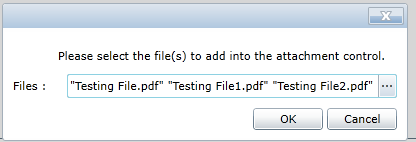 Please select the file(s) to add into the attachment control.
Files : "Testing File.pdf" "Testing File1.pdf" "Testing File2.pdf" ...
OK Cancel